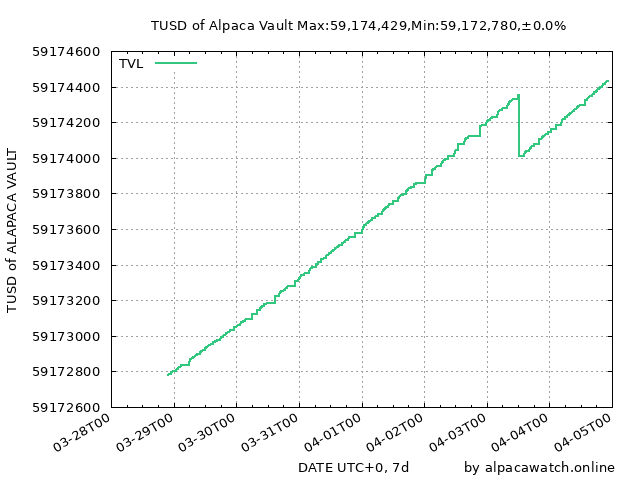 TUSD of Alpaca Vault Max:59,174,429,Min:59,172,780,±0.0%
TVL
59174600
59174400
59174200
59174000
59173800
59173600
59173400
59173200
59173000
59172800
59172600
TUSD of ALAPACA VAULT
03-28T00
03-29T00
03-30T00
03-31T00
04-01T00
04-02T00
04-03T00
04-04T00
04-05T00
DATE UTC+0, 7d
by alpacawatch.online